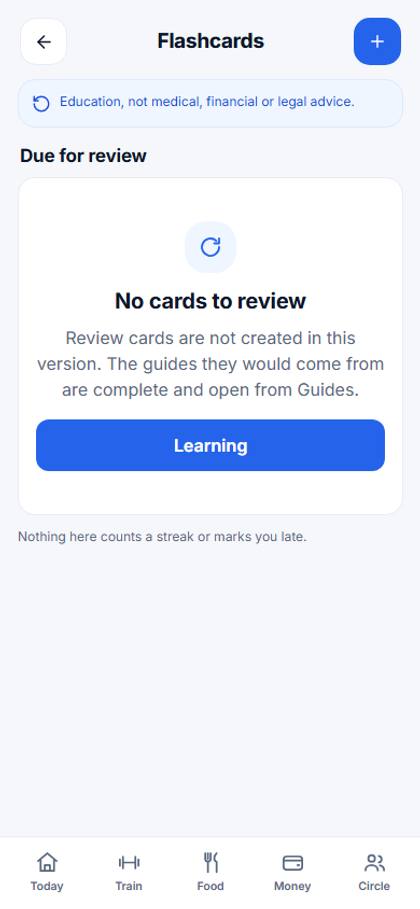 Flashcards
Education, not medical, financial or legal advice.
Due for review
No cards to review
Review cards are not created in this
version. The guides they would come from
are complete and open from Guides.
Learning
Nothing here counts a streak or marks you late.
Today
Train
Food
Money
Circle